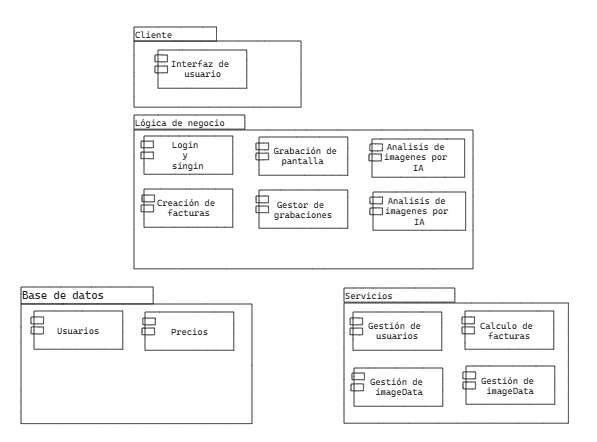 Cliente
Interfaz de
usuario
Lógica de negocio
Login
y
singin
Grabación de
pantalla
Analisis de
imagenes por
IA
Creación de
facturas
Gestor de
grabaciones
Analisis de
imagenes por
IA
Base de datos
Usuarios
Precios
Servicios
Gestión de
usuarios
Calculo de
facturas
Gestión de
imageData
Gestión de
imageData